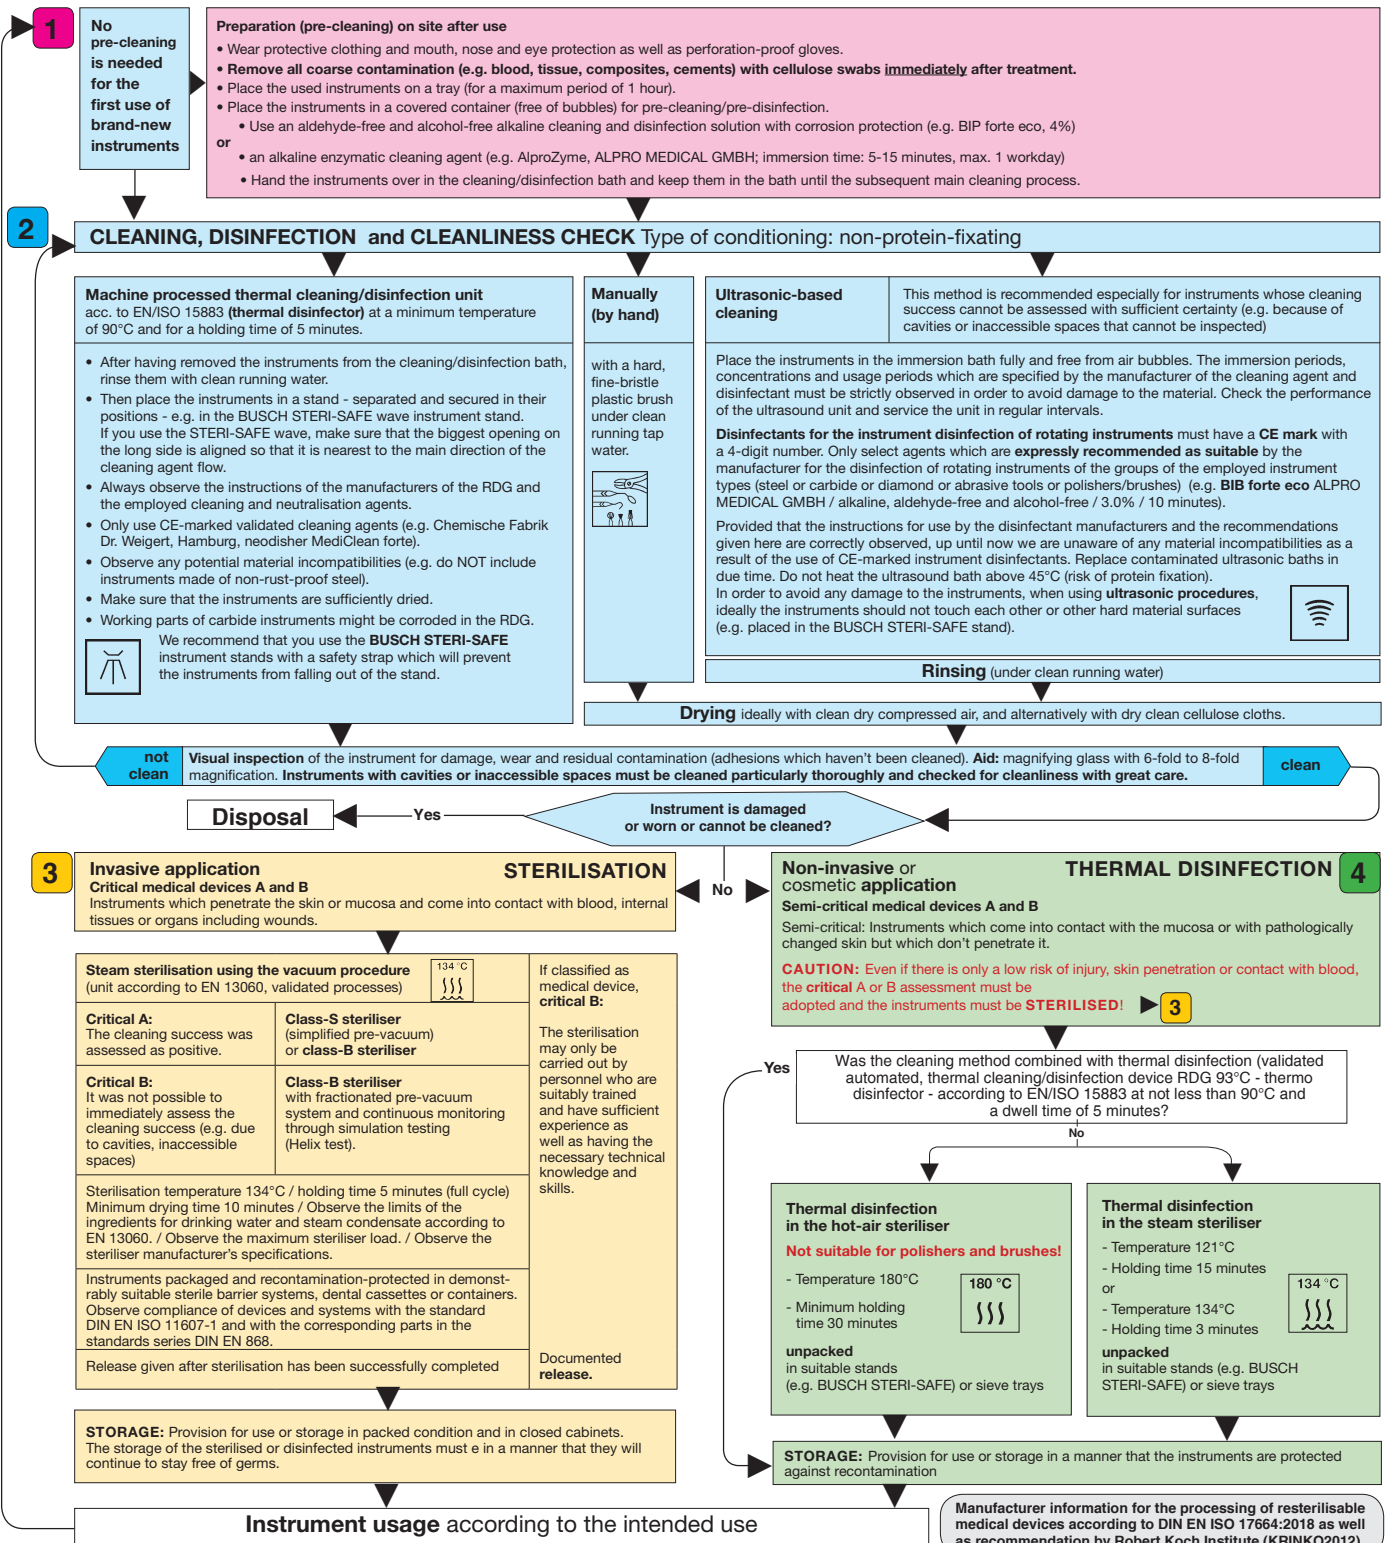 1
No
pre-cleaning
is needed
for the
first use of
brand-new
instruments
Preparation (pre-cleaning) on site after use
• Wear protective clothing and mouth, nose and eye protection as well as perforation-proof gloves.
• Remove all coarse contamination (e.g. blood, tissue, composites, cements) with cellulose swabs immediately after treatment.
• Place the used instruments on a tray (for a maximum period of 1 hour).
• Place the instruments in a covered container (free of bubbles) for pre-cleaning/pre-disinfection.
• Use an aldehyde-free and alcohol-free alkaline cleaning and disinfection solution with corrosion protection (e.g. BIP forte eco, 4%)
or
• an alkaline enzymatic cleaning agent (e.g. AlproZyme, ALPRO MEDICAL GMBH; immersion time: 5-15 minutes, max. 1 workday)
• Hand the instruments over in the cleaning/disinfection bath and keep them in the bath until the subsequent main cleaning process.
2
CLEANING, DISINFECTION and CLEANLINESS CHECK Type of conditioning: non-protein-fixating
Machine processed thermal cleaning/disinfection unit
acc. to EN/ISO 15883 (thermal disinfector) at a minimum temperature
of 90°C and for a holding time of 5 minutes.
• After having removed the instruments from the cleaning/disinfection bath,
rinse them with clean running water.
• Then place the instruments in a stand - separated and secured in their
positions - e.g. in the BUSCH STERI-SAFE wave instrument stand.
If you use the STERI-SAFE wave, make sure that the biggest opening on
the long side is aligned so that it is nearest to the main direction of the
cleaning agent flow.
• Always observe the instructions of the manufacturers of the RDG and
the employed cleaning and neutralisation agents.
• Only use CE-marked validated cleaning agents (e.g. Chemische Fabrik
Dr. Weigert, Hamburg, neodisher MediClean forte).
• Observe any potential material incompatibilities (e.g. do NOT include
instruments made of non-rust-proof steel).
• Make sure that the instruments are sufficiently dried.
• Working parts of carbide instruments might be corroded in the RDG.
We recommend that you use the BUSCH STERI-SAFE
instrument stands with a safety strap which will prevent
the instruments from falling out of the stand.
Manually
(by hand)
with a hard,
fine-bristle
plastic brush
under clean
running tap
water.
Ultrasonic-based
cleaning
This method is recommended especially for instruments whose cleaning
success cannot be assessed with sufficient certainty (e.g. because of
cavities or inaccessible spaces that cannot be inspected)
Place the instruments in the immersion bath fully and free from air bubbles. The immersion periods,
concentrations and usage periods which are specified by the manufacturer of the cleaning agent and
disinfectant must be strictly observed in order to avoid damage to the material. Check the performance
of the ultrasound unit and service the unit in regular intervals.
Disinfectants for the instrument disinfection of rotating instruments must have a CE mark with
a 4-digit number. Only select agents which are expressly recommended as suitable by the
manufacturer for the disinfection of rotating instruments of the groups of the employed instrument
types (steel or carbide or diamond or abrasive tools or polishers/brushes) (e.g. BIB forte eco ALPRO
MEDICAL GMBH / alkaline, aldehyde-free and alcohol-free / 3.0% / 10 minutes).
Provided that the instructions for use by the disinfectant manufacturers and the recommendations
given here are correctly observed, up until now we are unaware of any material incompatibilities as a
result of the use of CE-marked instrument disinfectants. Replace contaminated ultrasonic baths in
due time. Do not heat the ultrasound bath above 45°C (risk of protein fixation).
In order to avoid any damage to the instruments, when using ultrasonic procedures,
ideally the instruments should not touch each other or other hard material surfaces
(e.g. placed in the BUSCH STERI-SAFE stand).
Rinsing (under clean running water)
Drying ideally with clean dry compressed air, and alternatively with dry clean cellulose cloths.
not
clean
Visual inspection of the instrument for damage, wear and residual contamination (adhesions which haven't been cleaned). Aid: magnifying glass with 6-fold to 8-fold
magnification. Instruments with cavities or inaccessible spaces must be cleaned particularly thoroughly and checked for cleanliness with great care.
clean
Disposal
Yes
Instrument is damaged
or worn or cannot be cleaned?
No
3
Invasive application
STERILISATION
Critical medical devices A and B
Instruments which penetrate the skin or mucosa and come into contact with blood, internal
tissues or organs including wounds.
Steam sterilisation using the vacuum procedure
(unit according to EN 13060, validated processes)
134 °C
Critical A:
The cleaning success was
assessed as positive.
Class-S steriliser
(simplified pre-vacuum)
or class-B steriliser
Critical B:
It was not possible to
immediately assess the
cleaning success (e.g. due
to cavities, inaccessible
spaces)
Class-B steriliser
with fractionated pre-vacuum
system and continuous monitoring
through simulation testing
(Helix test).
Sterilisation temperature 134°C / holding time 5 minutes (full cycle)
Minimum drying time 10 minutes / Observe the limits of the
ingredients for drinking water and steam condensate according to
EN 13060. / Observe the maximum steriliser load. / Observe the
steriliser manufacturer's specifications.
Instruments packaged and recontamination-protected in demonst-
rably suitable sterile barrier systems, dental cassettes or containers.
Observe compliance of devices and systems with the standard
DIN EN ISO 11607-1 and with the corresponding parts in the
standards series DIN EN 868.
Release given after sterilisation has been successfully completed
If classified as
medical device,
critical B:
The sterilisation
may only be
carried out by
personnel who are
suitably trained
and have sufficient
experience as
well as having the
necessary technical
knowledge and
skills.
Documented
release.
STORAGE: Provision for use or storage in packed condition and in closed cabinets.
The storage of the sterilised or disinfected instruments must e in a manner that they will
continue to stay free of germs.
Non-invasive or
cosmetic application
THERMAL DISINFECTION
4
Semi-critical medical devices A and B
Semi-critical: Instruments which come into contact with the mucosa or with pathologically
changed skin but which don't penetrate it.
CAUTION: Even if there is only a low risk of injury, skin penetration or contact with blood,
the critical A or B assessment must be
adopted and the instruments must be STERILISED!
3
Yes
Was the cleaning method combined with thermal disinfection (validated
automated, thermal cleaning/disinfection device RDG 93°C - thermo
disinfector - according to EN/ISO 15883 at not less than 90°C and
a dwell time of 5 minutes?
No
Thermal disinfection
in the hot-air steriliser
Not suitable for polishers and brushes!
- Temperature 180°C
- Minimum holding
time 30 minutes
180 °C
unpacked
in suitable stands
(e.g. BUSCH STERI-SAFE) or sieve trays
Thermal disinfection
in the steam steriliser
- Temperature 121°C
- Holding time 15 minutes
or
- Temperature 134°C
- Holding time 3 minutes
134 °C
unpacked
in suitable stands (e.g. BUSCH
STERI-SAFE) or sieve trays
STORAGE: Provision for use or storage in a manner that the instruments are protected
against recontamination
Instrument usage according to the intended use
Manufacturer information for the processing of resterilisable
medical devices according to DIN EN ISO 17664:2018 as well
as recommendation by Robert Koch Institute (KRINKO2012)